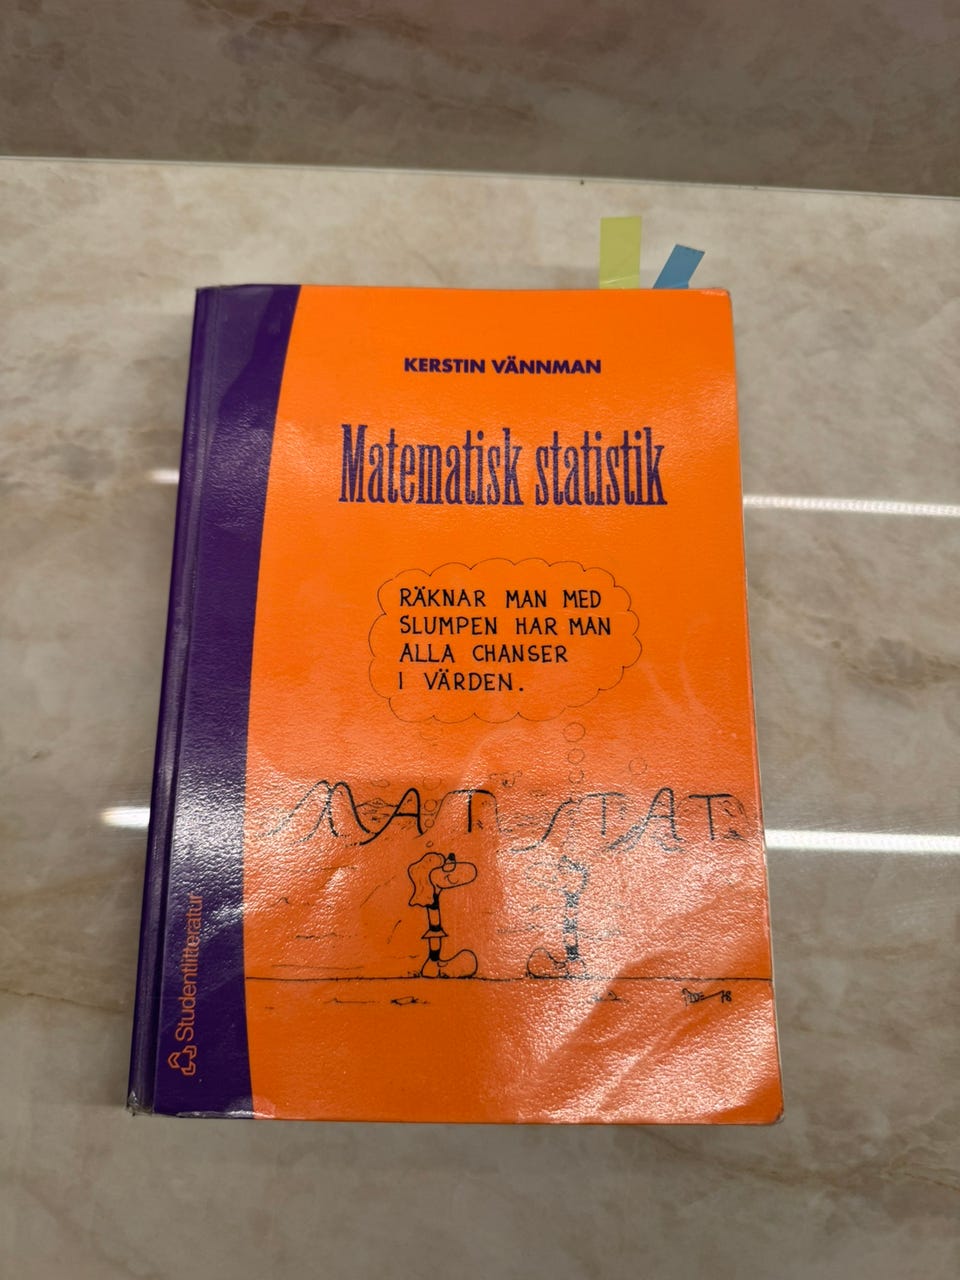 KERSTIN VÄNNMAN
Matematisk statistik
RÄKNAR MAN MED
SLUMPEN HAR MAN
ALLA CHANSER
I VÄRDEN.
MAT STAT
Studentlitteratur